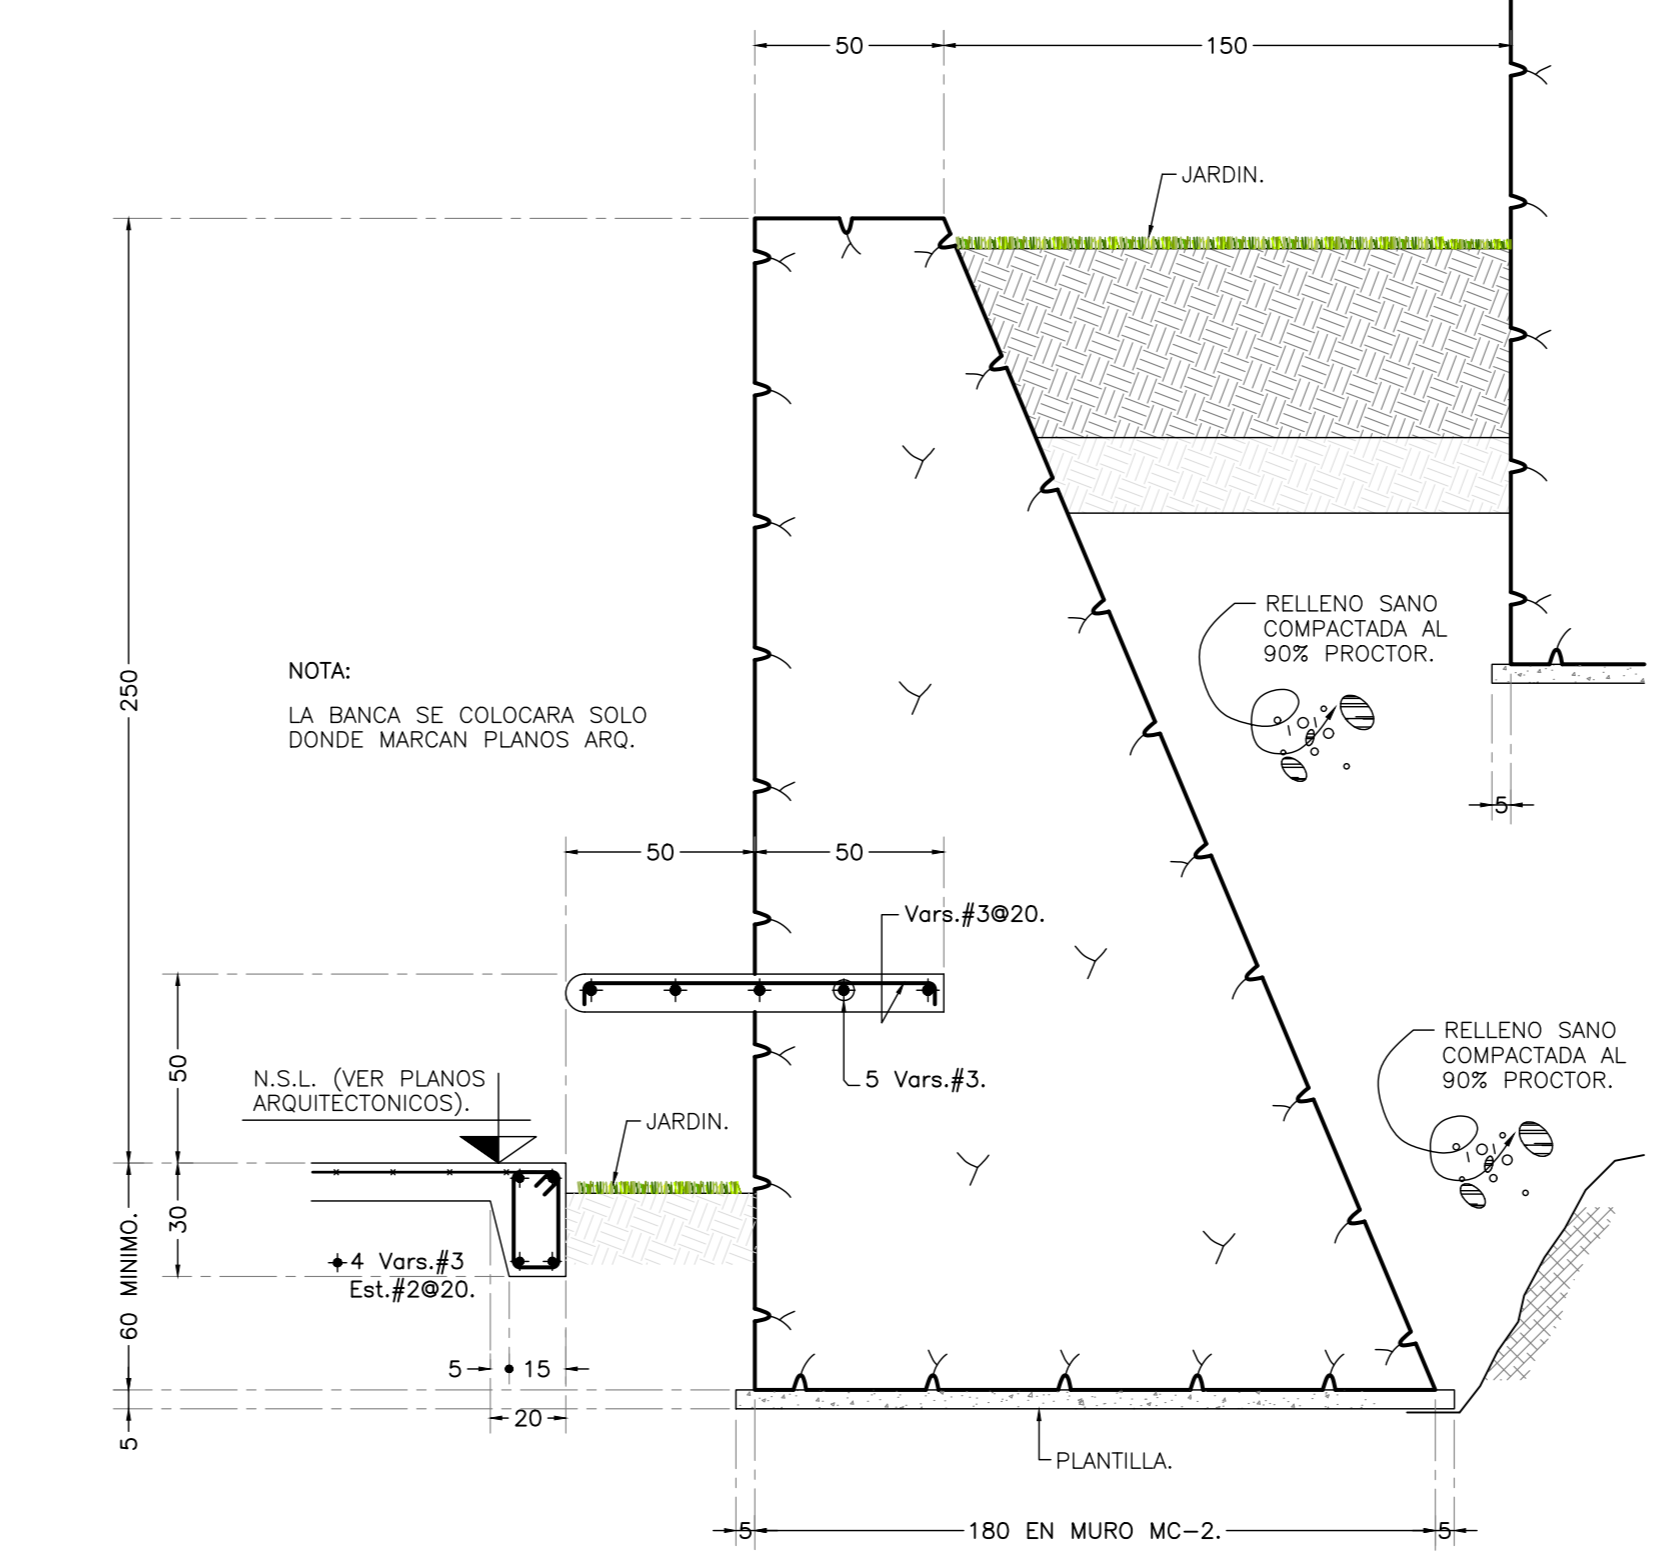 50
150
JARDIN.
250
NOTA:
LA BANCA SE COLOCARA SOLO
DONDE MARCAN PLANOS ARQ.
RELLENO SANO
COMPACTADA AL
90% PROCTOR.
5
50
50
Vars.#3@20.
5 Vars.#3.
50
N.S.L. (VER PLANOS
ARQUITECTONICOS).
JARDIN.
RELLENO SANO
COMPACTADA AL
90% PROCTOR.
30
60 MINIMO.
4 Vars.#3
Est.#2@20.
5
15
20
5
PLANTILLA.
5
180 EN MURO MC-2.
5